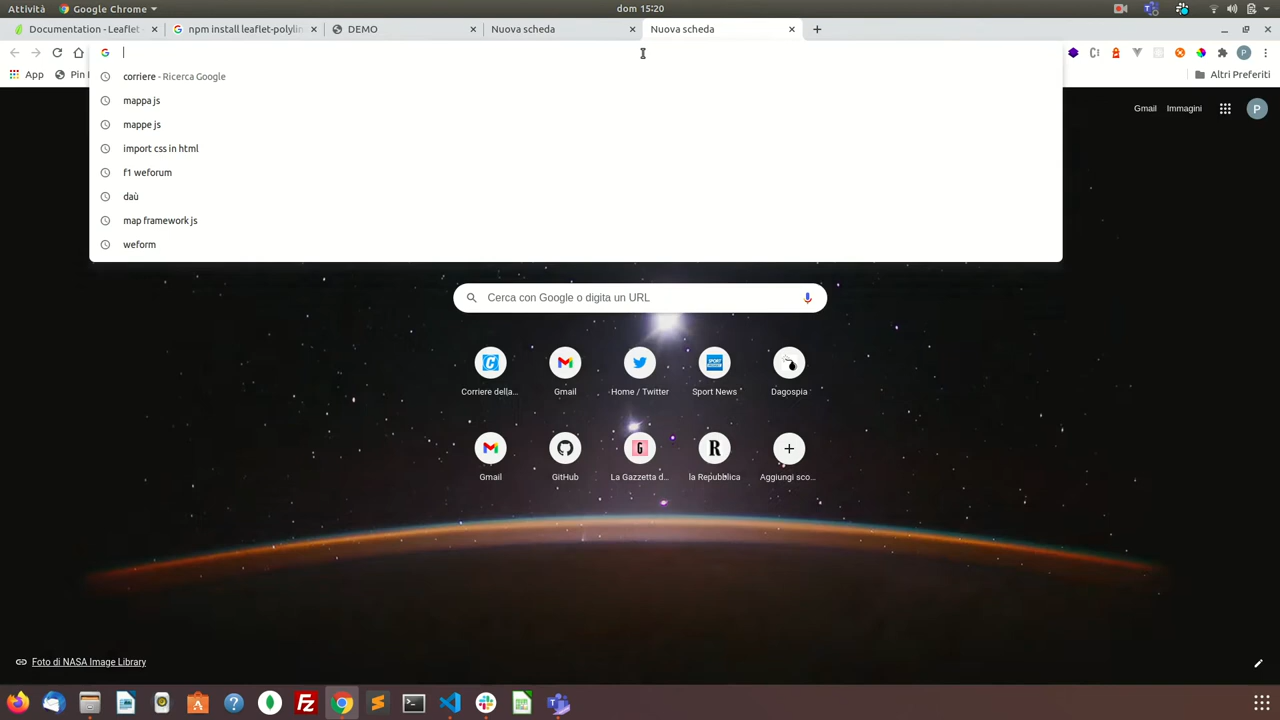 Attività
Google Chrome
dom 15:20
Documentation - Leaflet
npm install leaflet-polylin
DEMO
Nuova scheda
Nuova scheda
App
Pin I
Altri Preferiti
P
corriere - Ricerca Google
mappa js
mappe js
import css in html
f1 weforum
daù
map framework js
weform
Gmail
Immagini
P
Cerca con Google o digita un URL
Corriere della...
Gmail
Home / Twitter
Sport News "
Dagospia
Gmail
GitHub
La Gazzetta d...
la Repubblica
Aggiungi sco...
Foto di NASA Image Library